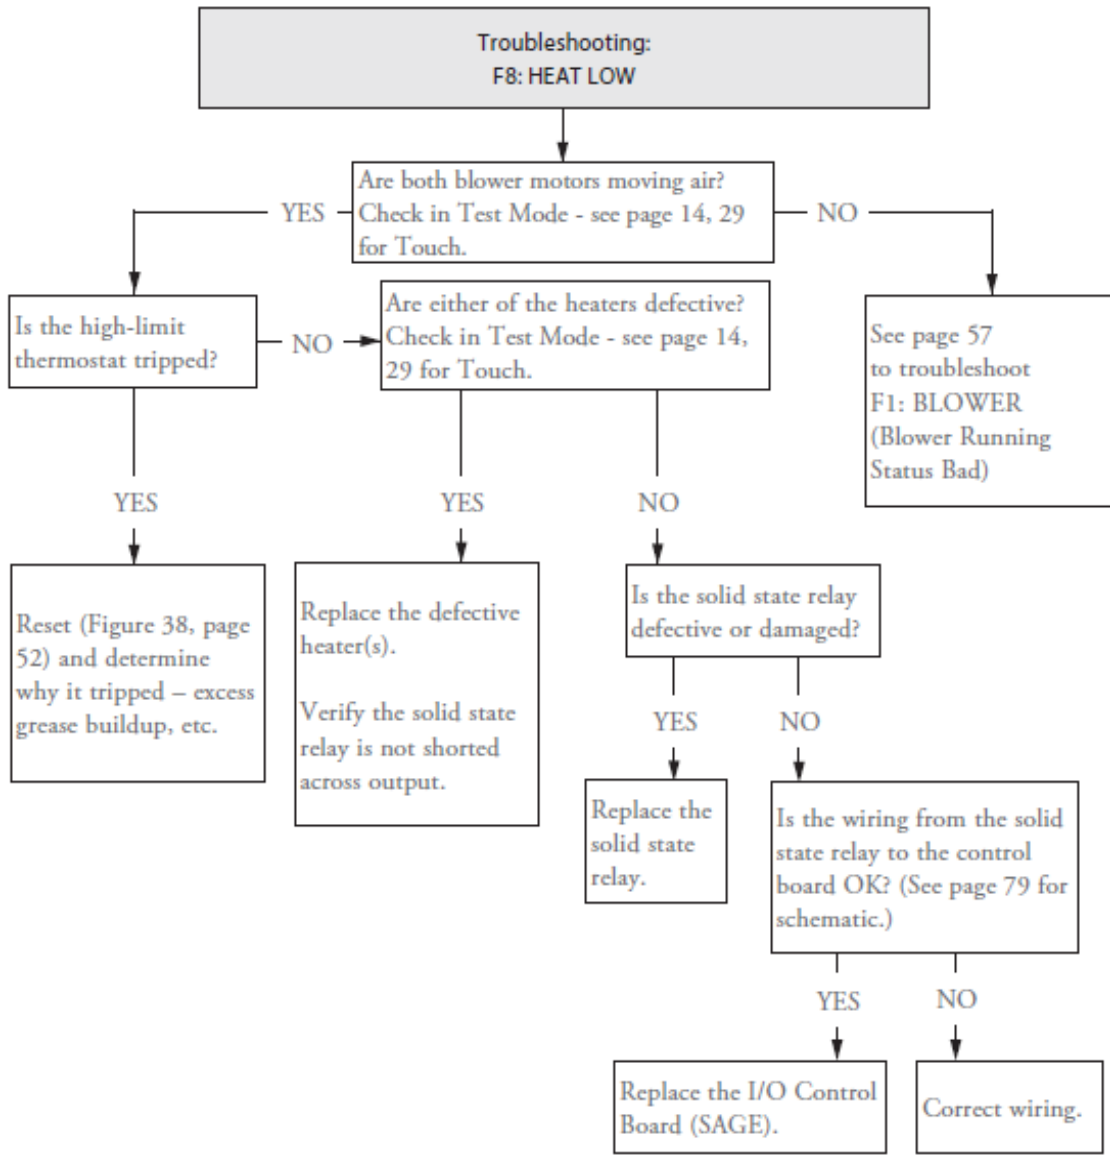 Troubleshooting:
F8: HEAT LOW
Are both blower motors moving air?
Check in Test Mode - see page 14, 29
for Touch.
YES
NO
Is the high-limit
thermostat tripped?
NO
Are either of the heaters defective?
Check in Test Mode - see page 14,
29 for Touch.
See page 57
to troubleshoot
F1: BLOWER
(Blower Running
Status Bad)
YES
YES
NO
Reset (Figure 38, page
52) and determine
why it tripped – excess
grease buildup, etc.
Replace the defective
heater(s).
Verify the solid state
relay is not shorted
across output.
Is the solid state relay
defective or damaged?
YES
NO
Replace the
solid state
relay.
Is the wiring from the solid
state relay to the control
board OK? (See page 79 for
schematic.)
YES
NO
Replace the I/O Control
Board (SAGE).
Correct wiring.